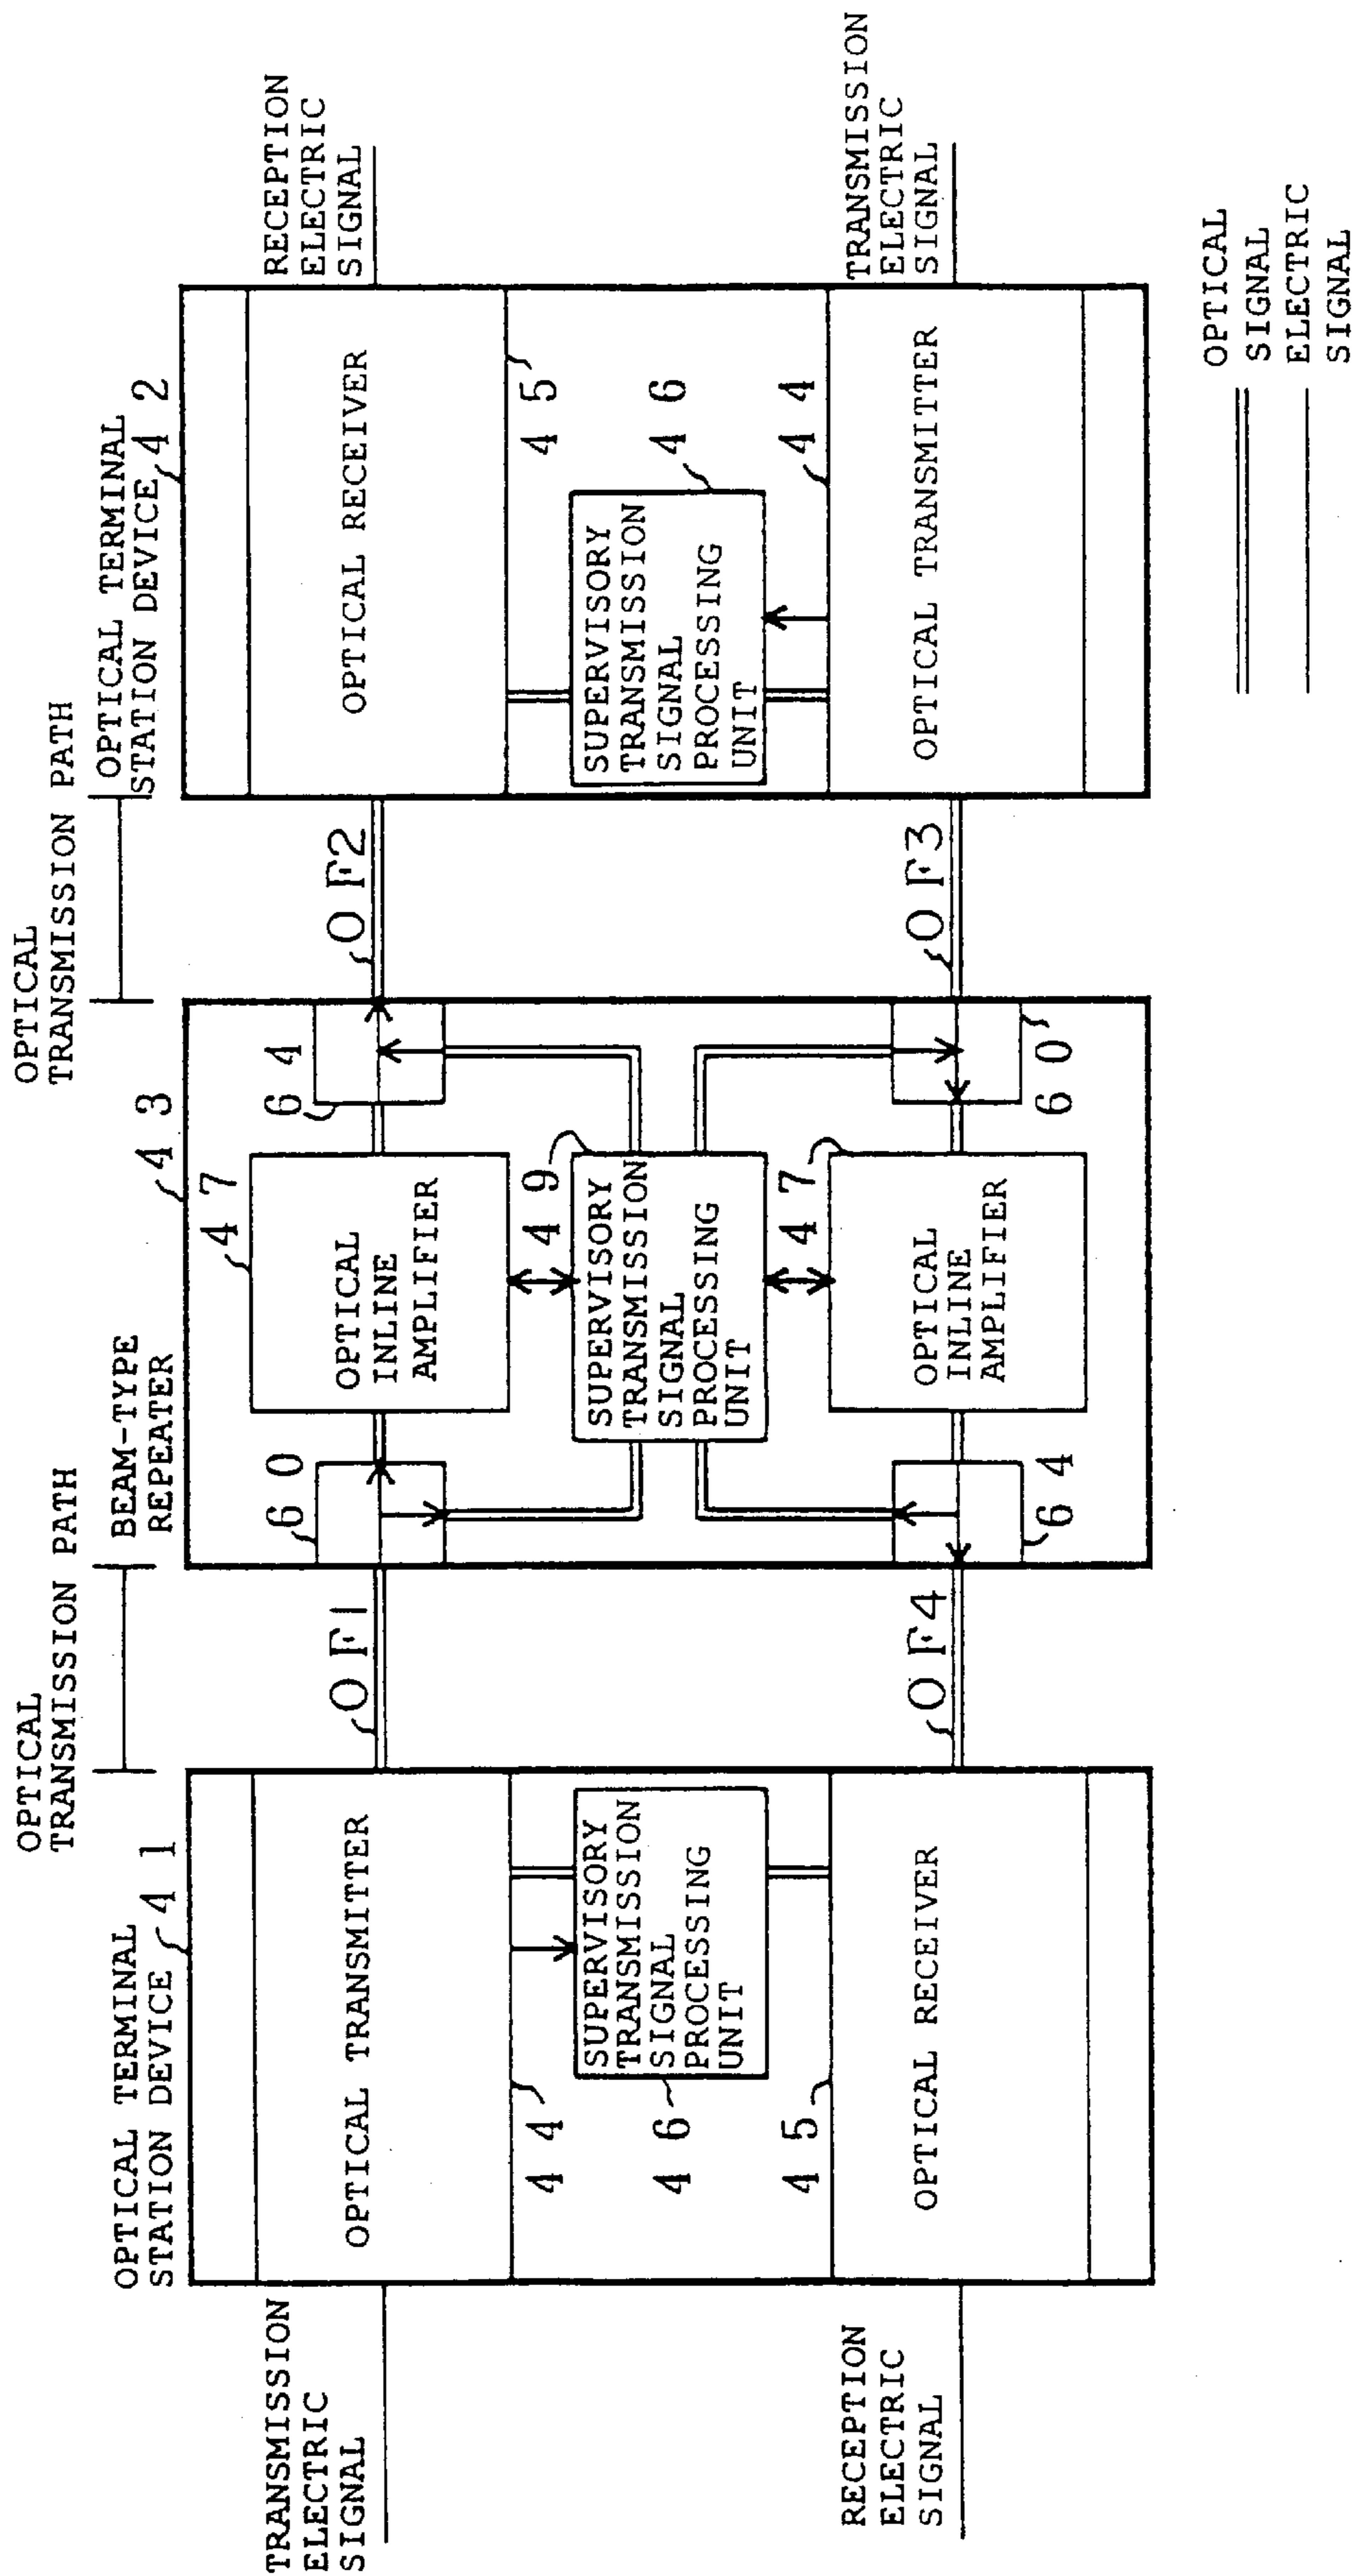 OPTICAL
TRANSMISSION PATH
OPTICAL
TRANSMISSION PATH
OPTICAL TERMINAL
STATION DEVICE 41
BEAM-TYPE
REPEATER
43
OPTICAL TERMINAL
STATION DEVICE 42
TRANSMISSION
ELECTRIC
SIGNAL
OPTICAL TRANSMITTER
44
SUPERVISORY
TRANSMISSION
SIGNAL
PROCESSING
UNIT
46
45
OPTICAL RECEIVER
RECEPTION
ELECTRIC
SIGNAL
OF1
OF4
60
47
OPTICAL
INLINE
AMPLIFIER
64
49
SUPERVISORY
TRANSMISSION
SIGNAL
PROCESSING
UNIT
47
OPTICAL
INLINE
AMPLIFIER
64
60
OF2
OF3
OPTICAL RECEIVER
45
SUPERVISORY
TRANSMISSION
SIGNAL
PROCESSING
UNIT
46
44
OPTICAL TRANSMITTER
RECEPTION
ELECTRIC
SIGNAL
TRANSMISSION
ELECTRIC
SIGNAL
OPTICAL
SIGNAL
ELECTRIC
SIGNAL